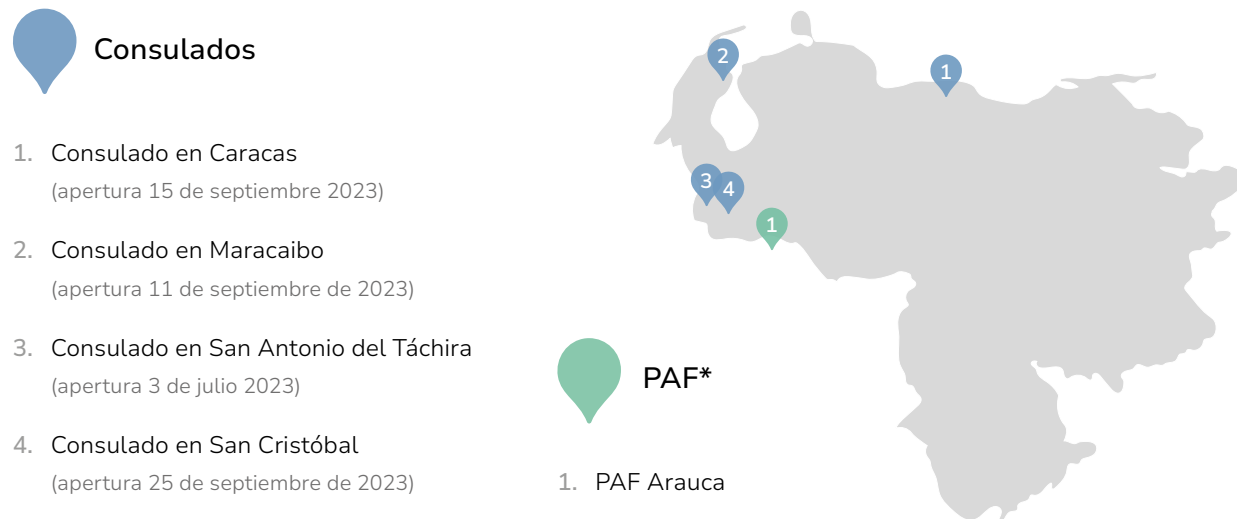 Consulados
1. Consulado en Caracas
(apertura 15 de septiembre 2023)
2. Consulado en Maracaibo
(apertura 11 de septiembre de 2023)
3. Consulado en San Antonio del Táchira
(apertura 3 de julio 2023)
4. Consulado en San Cristóbal
(apertura 25 de septiembre de 2023)
PAF*
1. PAF Arauca
2
1
3
4
1